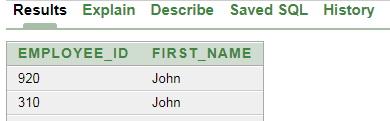 Results Explain Describe Saved SQL History
EMPLOYEE_ID FIRST_NAME
920 John
310 John